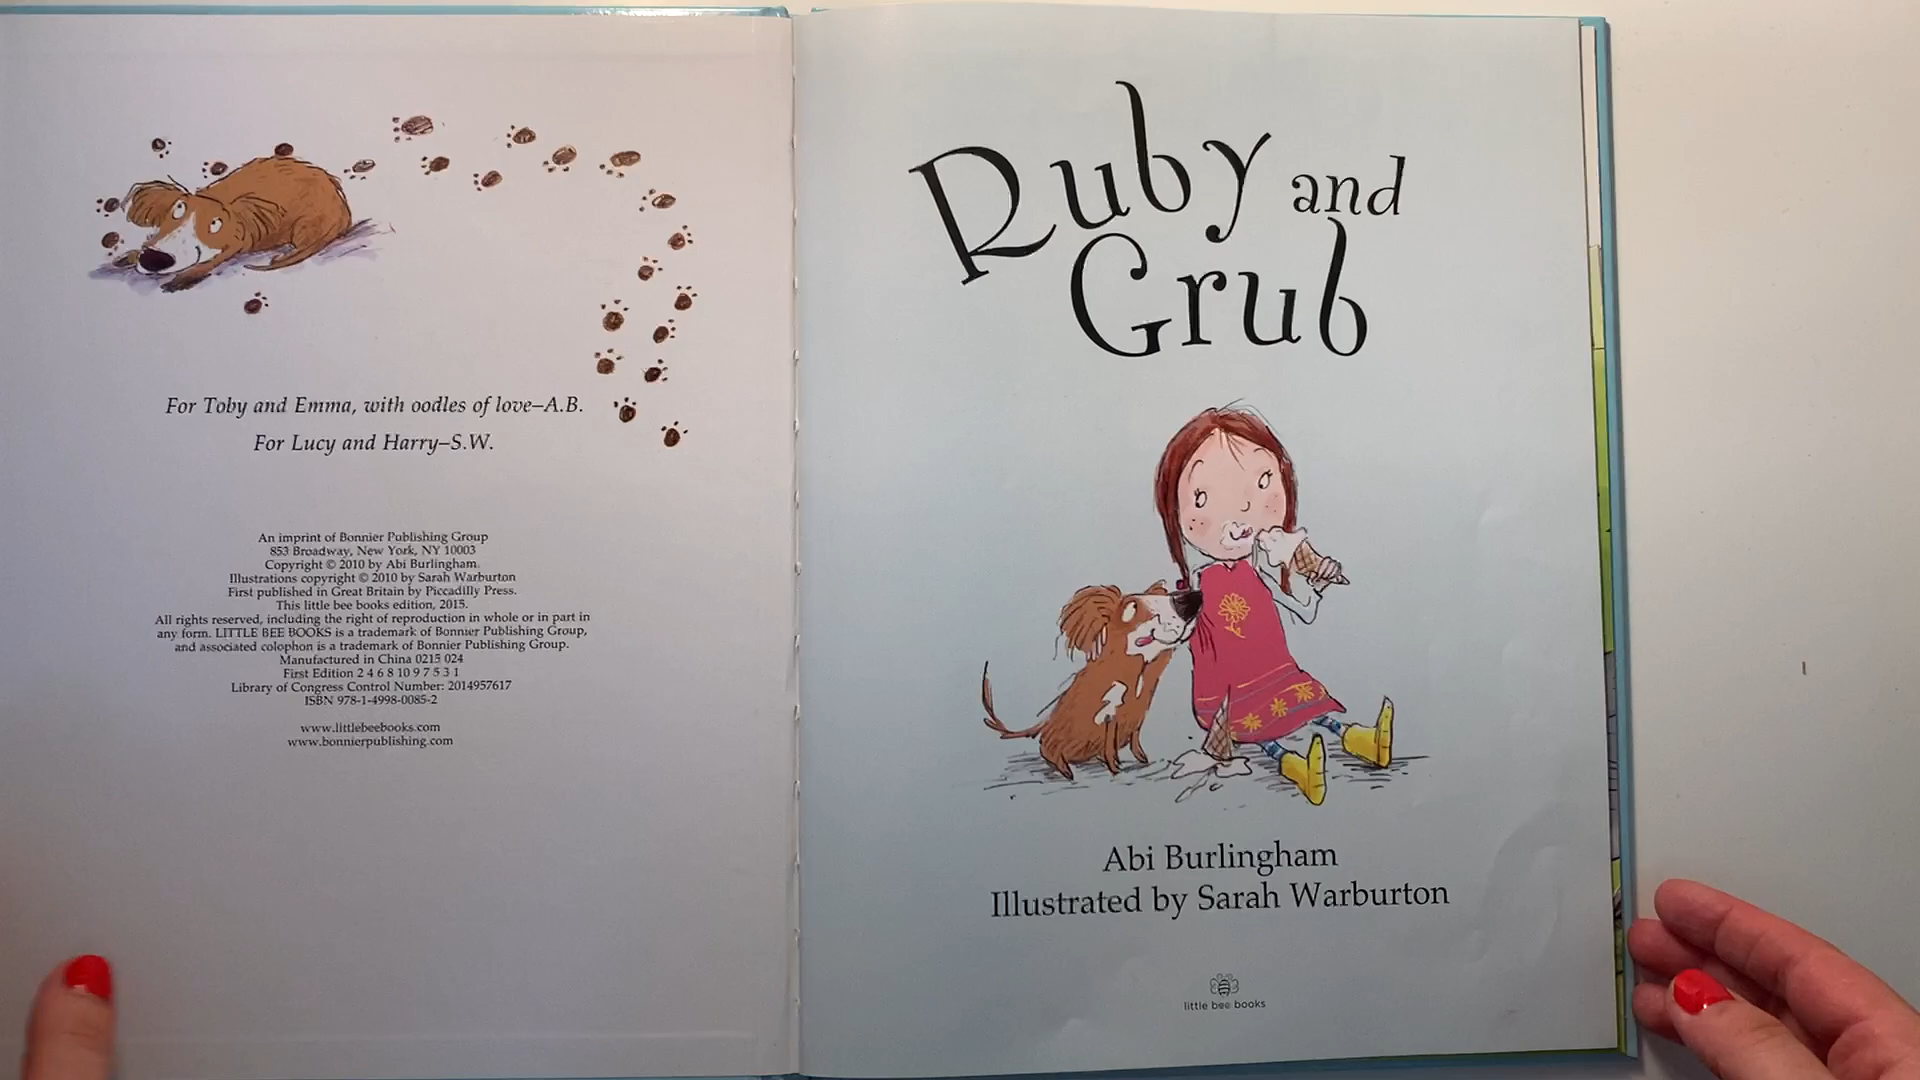 For Toby and Emma, with oodles of love–A.B.
For Lucy and Harry–S.W.
An imprint of Bonnier Publishing Group
853 Broadway, New York, NY 10003
Copyright © 2010 by Abi Burlingham.
Illustrations copyright © 2010 by Sarah Warburton
First published in Great Britain by Piccadilly Press.
This little bee books edition, 2015.
All rights reserved, including the right of reproduction in whole or in part in
any form. LITTLE BEE BOOKS is a trademark of Bonnier Publishing Group,
and associated colophon is a trademark of Bonnier Publishing Group.
Manufactured in China 0215 024
First Edition 2 4 6 8 10 9 7 5 3 1
Library of Congress Control Number: 2014957617
ISBN 978-1-4998-0085-2
www.littlebeebooks.com
www.bonnierpublishing.com
Ruby and
Grub
Abi Burlingham
Illustrated by Sarah Warburton
little bee books